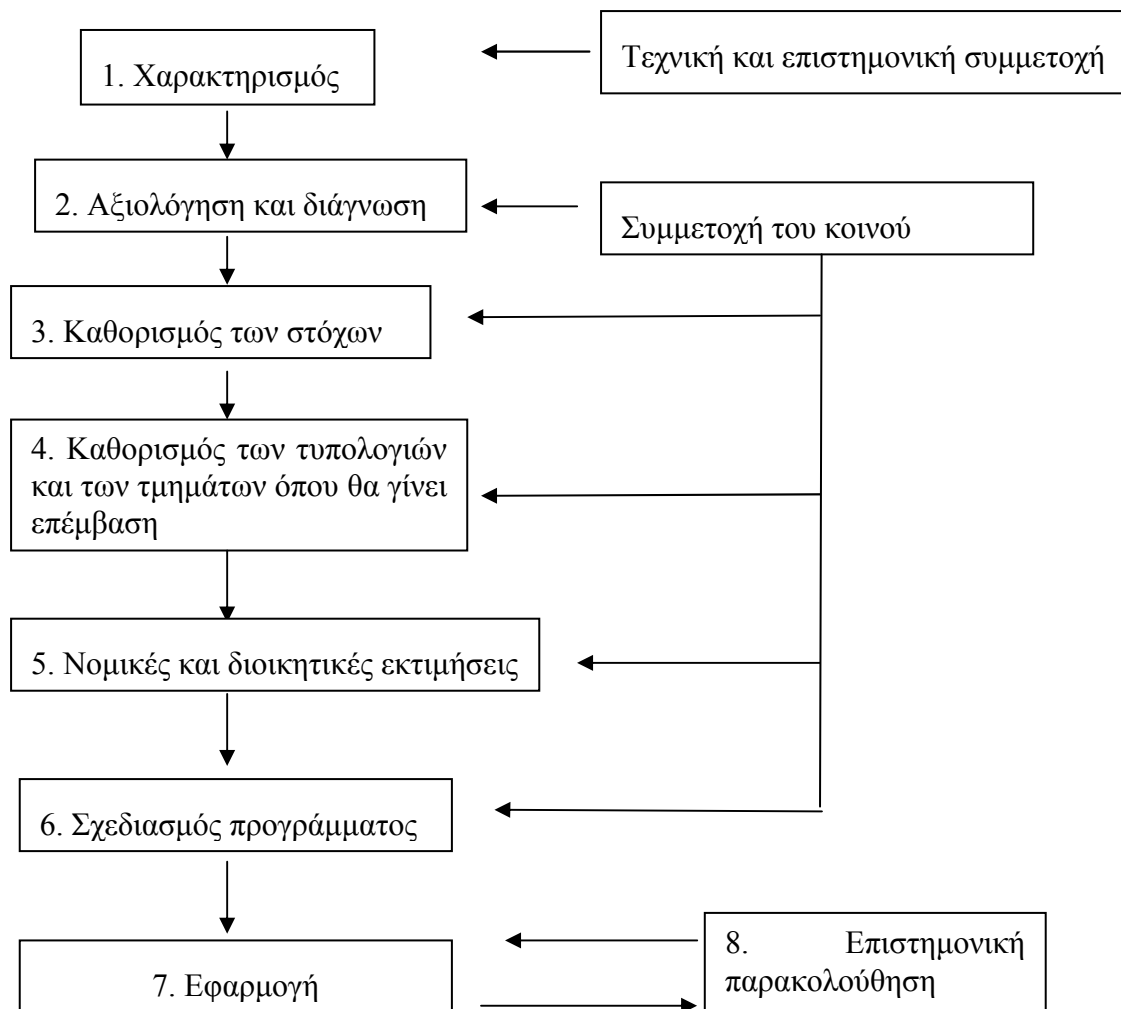 1. Χαρακτηρισμός
Τεχνική και επιστημονική συμμετοχή
2. Αξιολόγηση και διάγνωση
Συμμετοχή του κοινού
3. Καθορισμός των στόχων
4. Καθορισμός των τυπολογιών
και των τμημάτων όπου θα γίνει
επέμβαση
5. Νομικές και διοικητικές εκτιμήσεις
6. Σχεδιασμός προγράμματος
7. Εφαρμογή
8. Επιστημονική
παρακολούθηση